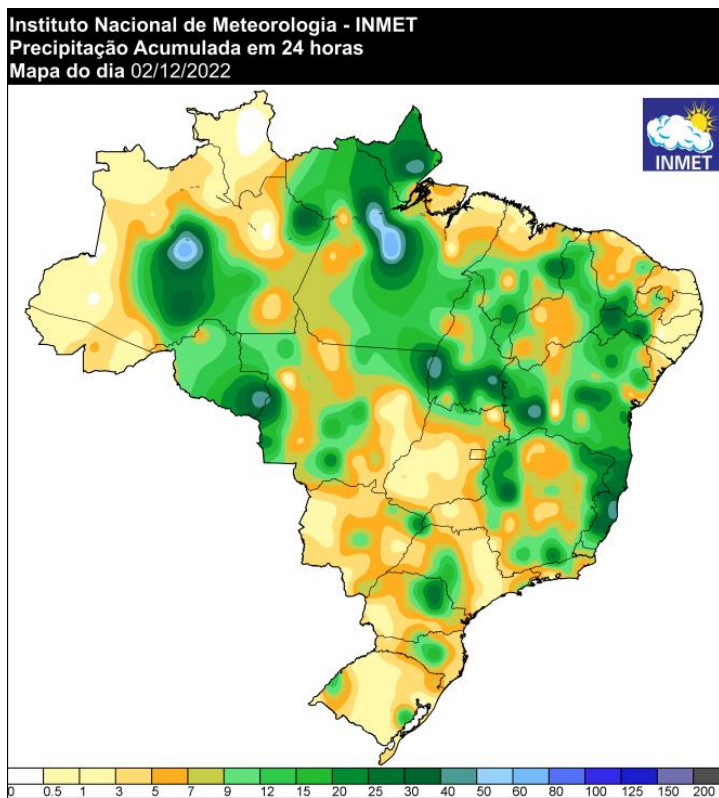 Instituto Nacional de Meteorologia - INMET
Precipitação Acumulada em 24 horas
Mapa do dia 02/12/2022
INMET
0 0.5 1 3 5 7 9 12 15 20 25 30 40 50 60 80 100 125 150 200